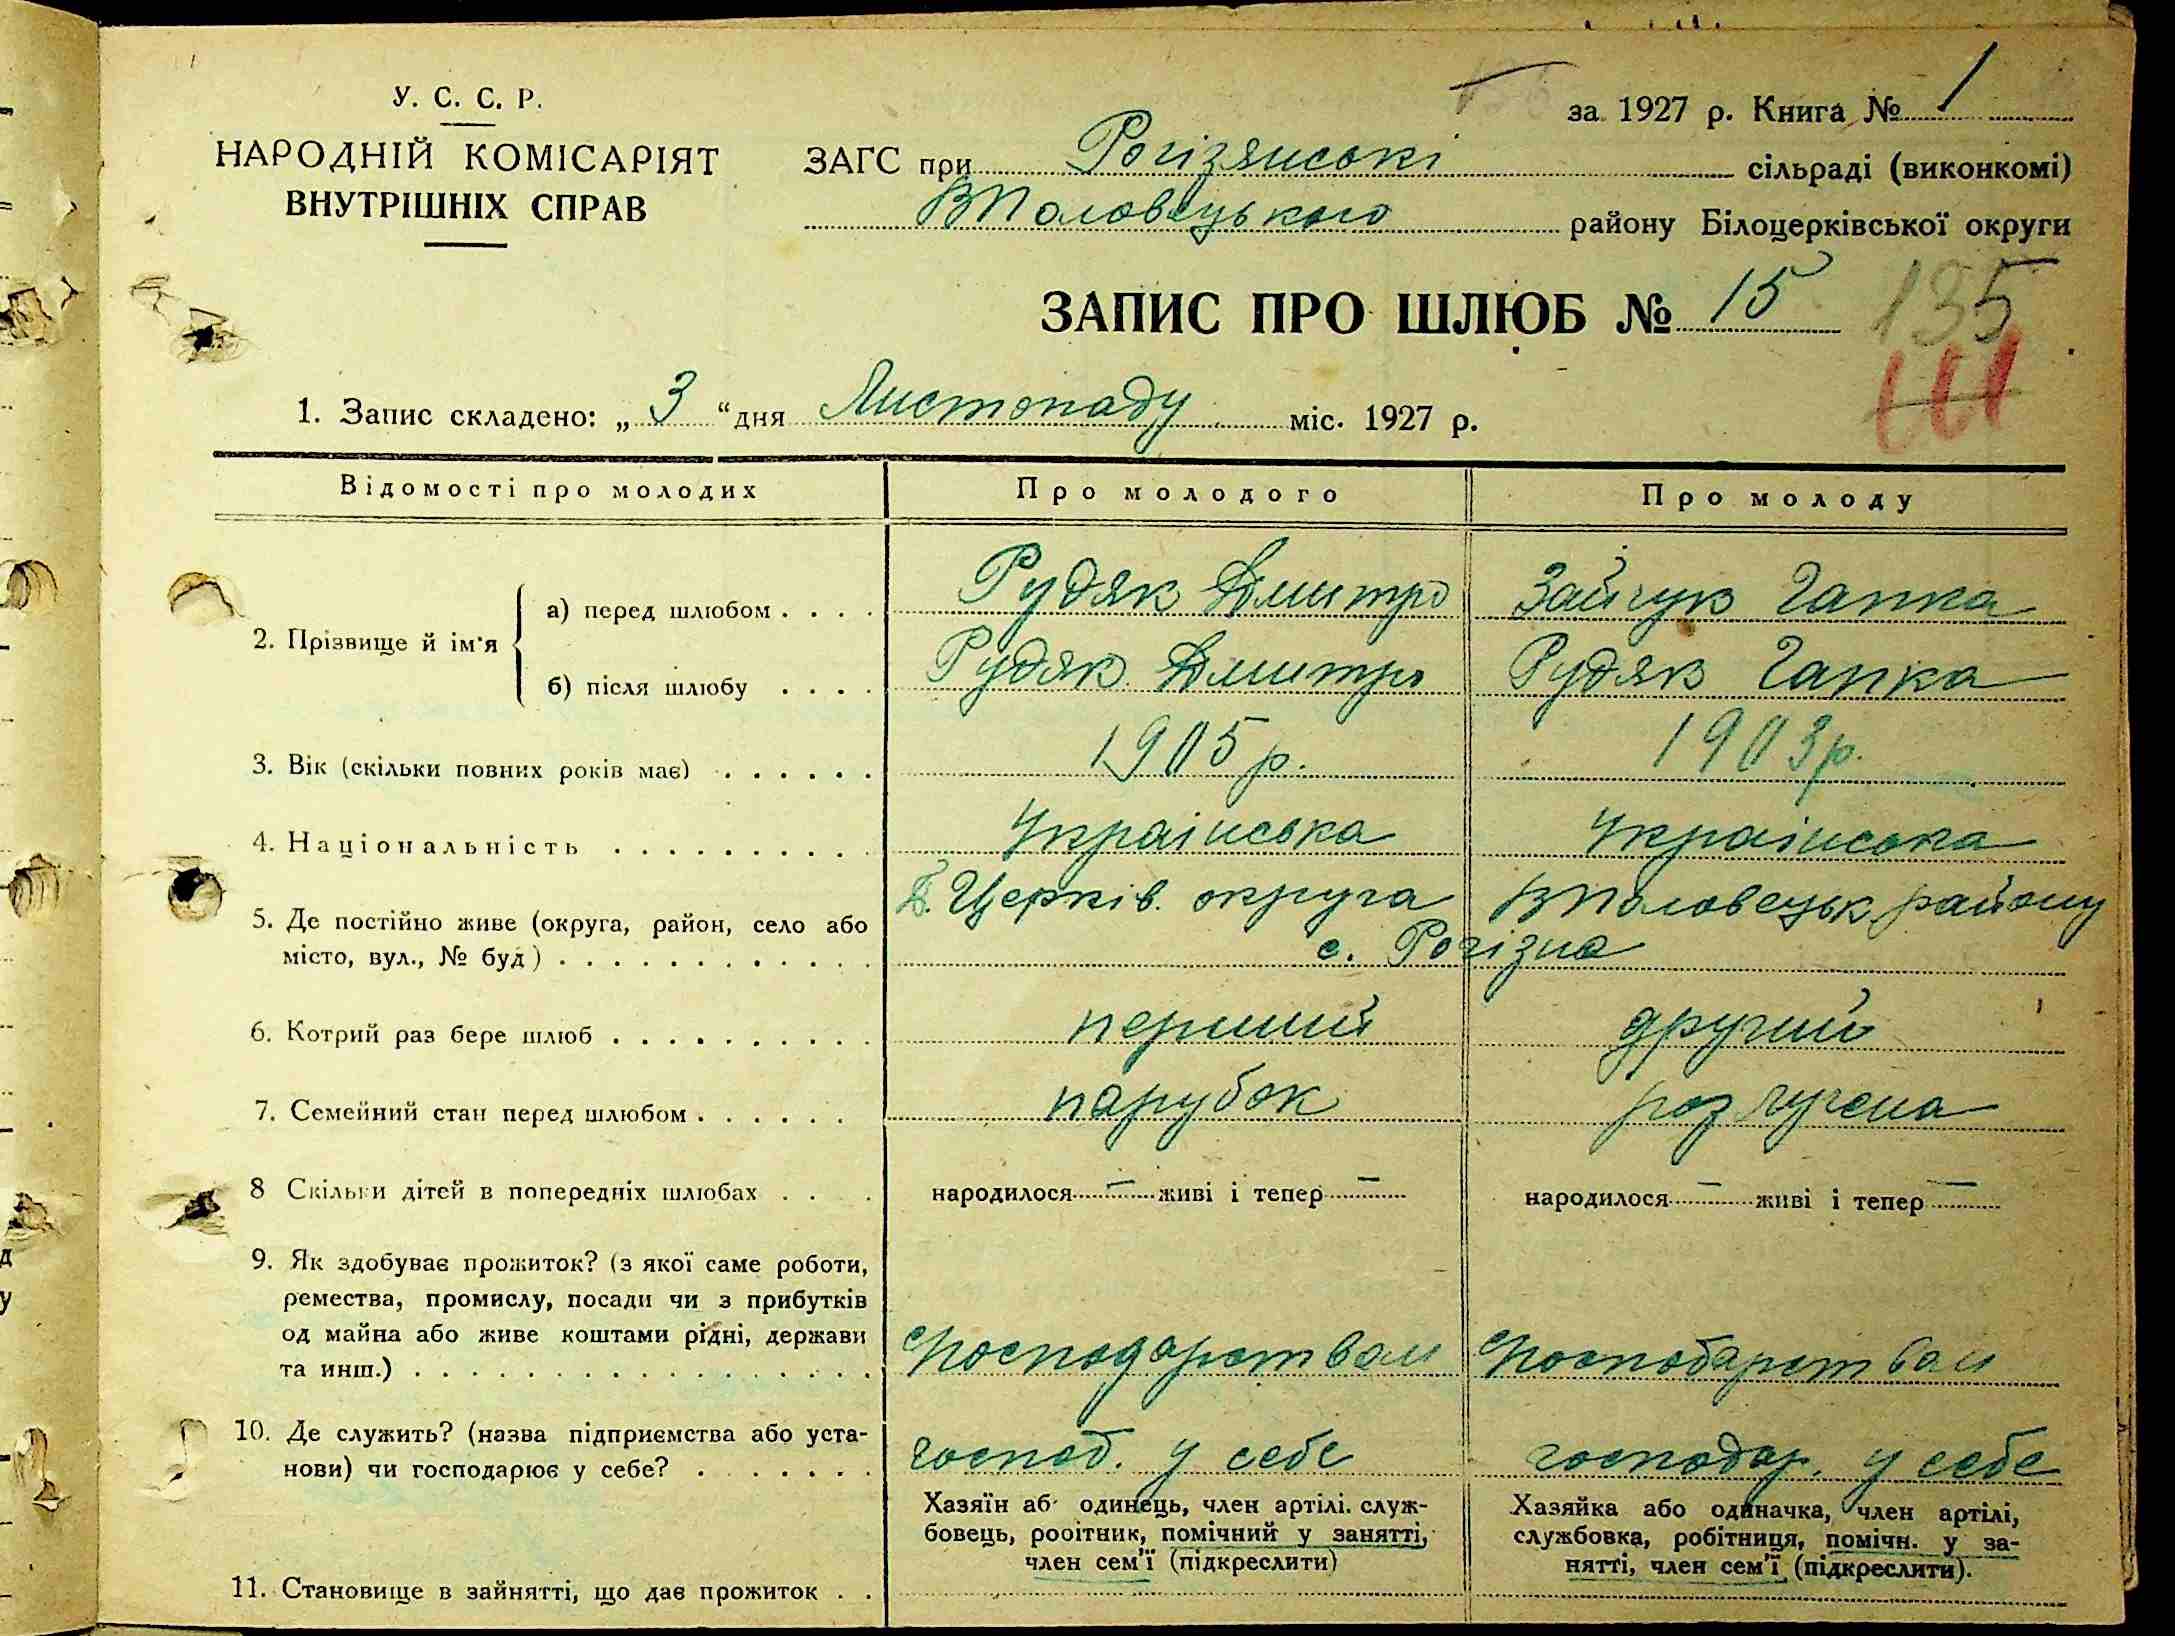 за 1927 р. Книга № 1
У. С. С. Р.
НАРОДНІЙ КОМІСАРІЯТ
ВНУТРІШНІХ СПРАВ
ЗАГС при Рогізянські сільраді (виконкомі)
ВПоловецького району Білоцерківської округи
ЗАПИС ПРО ШЛЮБ № 15 135
1. Запис складено: „ 3 “ дня Листопаду міс. 1927 р.
Відомості про молодих Про молодого Про молоду
2. Прізвище й ім'я
а) перед шлюбом . . . . Рудяк Дмитро Зайчук Гапка
б) після шлюбу . . . . Рудяк Дмитро Рудяк Гапка
3. Вік (скільки повних років має) . . . . . . 1905 р. 1903 р.
4. Національність . . . . . . . . . Українська Українська
5. Де постійно живе (округа, район, село або Б. Церків. округа ВПоловецьк району
місто, вул., № буд) . . . . . . . . . . . . с. Рогізна
6. Котрий раз бере шлюб . . . . . . . . . . перший другий
7. Семейний стан перед шлюбом . . . . . . парубок розлучена
8 Скільки дітей в попередніх шлюбах . . . народилося — живі і тепер — народилося — живі і тепер —
9. Як здобуває прожиток? (з якої саме роботи,
ремества, промислу, посади чи з прибутків
од майна або живе коштами рідні, держави
та инш.) . . . . . . . . . . . . . . . . . Господарством Господарством
10. Де служить? (назва підприємства або уста-
нови) чи господарює у себе? . . . . . . . господ. у себе господар. у себе
Хазяїн аб одинець, член артілі. служ-
бовець, робітник, помічний у занятті,
член сем'ї (підкреслити)
Хазяйка або одиначка, член артілі,
службовка, робітниця, помічн. у за-
нятті, член сем'ї (підкреслити).
11. Становище в зайнятті, що дає прожиток . .